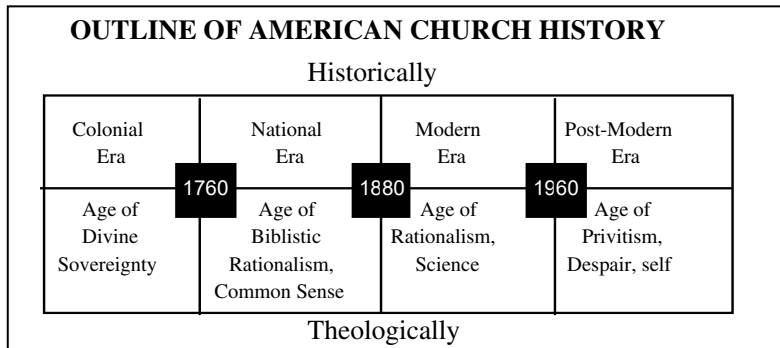 OUTLINE OF AMERICAN CHURCH HISTORY
Historically
Colonial
Era
National
Era
Modern
Era
Post-Modern
Era
1760
1880
1960
Age of
Divine
Sovereignty
Age of
Biblistic
Rationalism,
Common Sense
Age of
Rationalism,
Science
Age of
Privitism,
Despair, self
Theologically